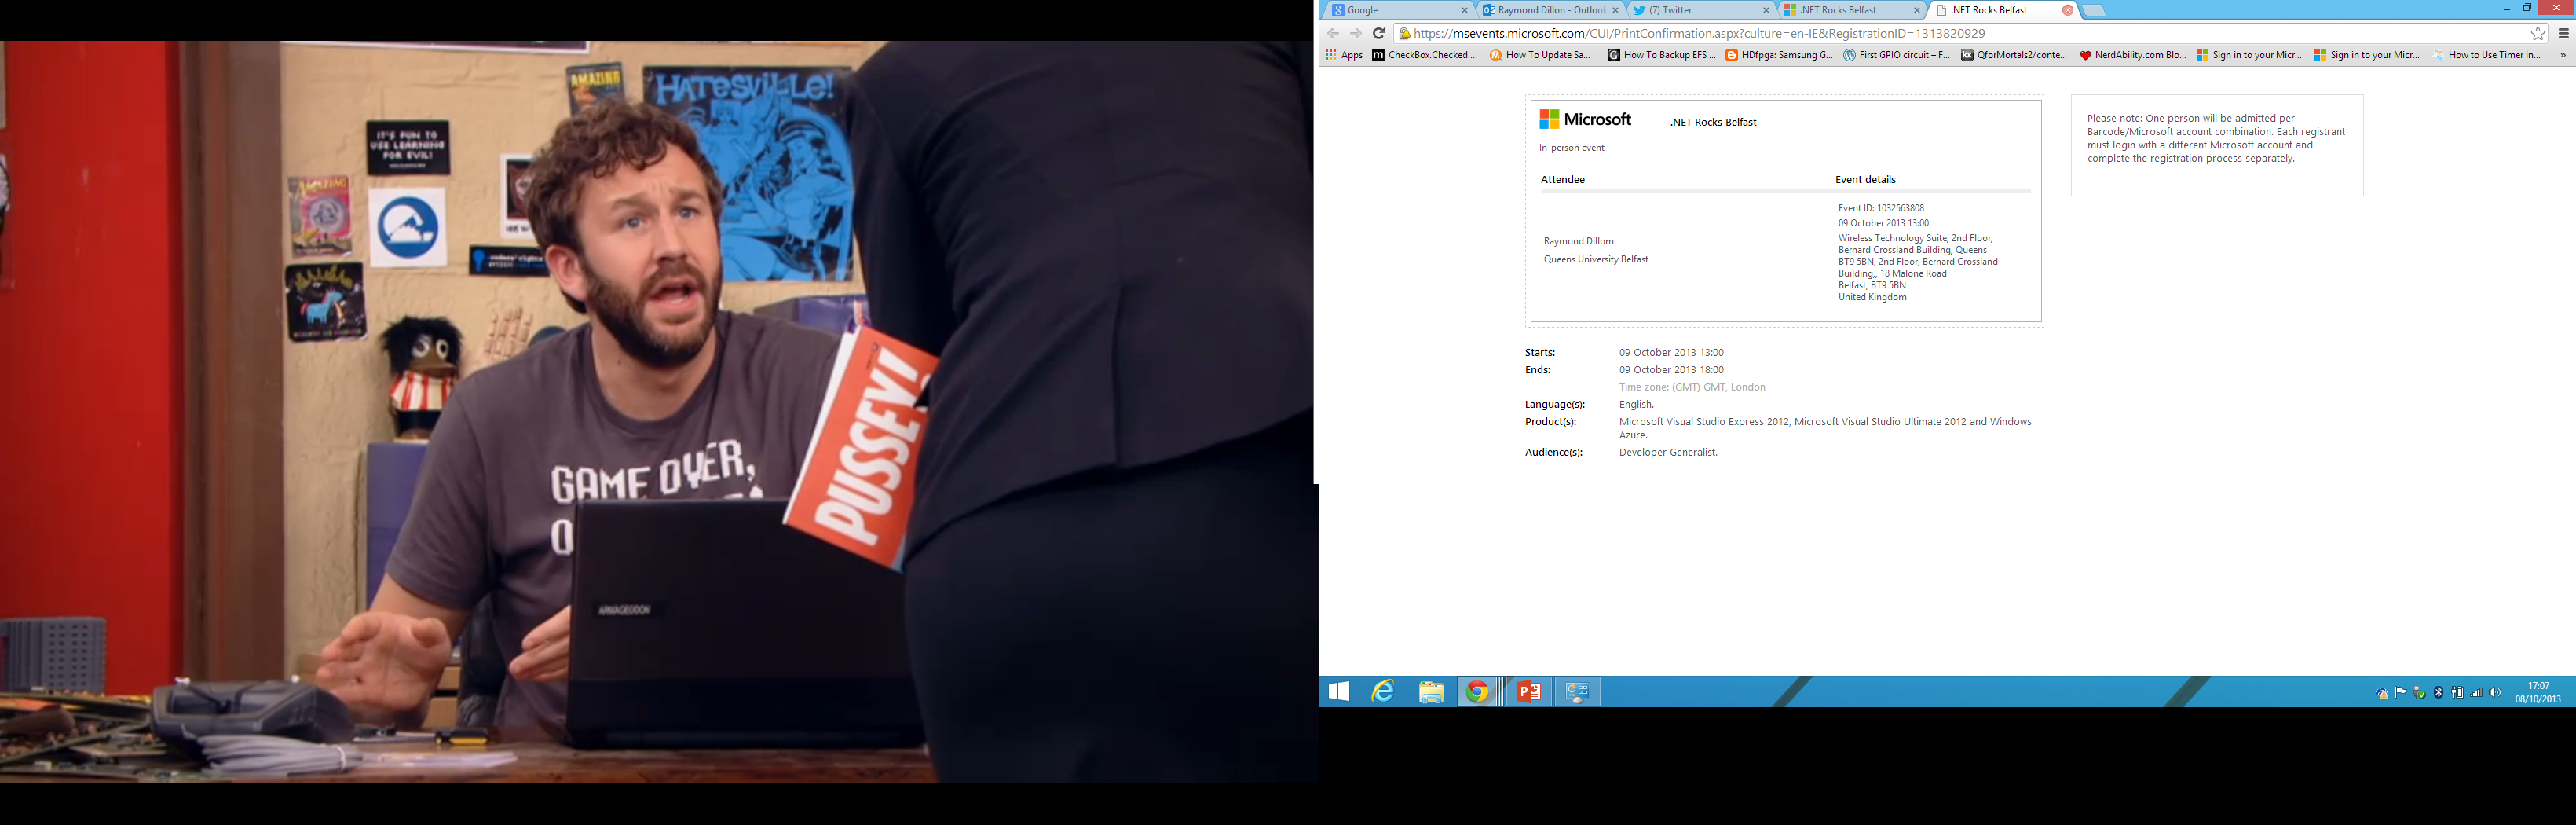 AMAZING
HATESVILLE!
IT'S FUN TO
USE LEARNING
FOR EVIL!
AMAZING
GAME OVER,
PUSSEY!
ARMAGEDDON
Google
Raymond Dillon - Outlook
(7) Twitter
.NET Rocks Belfast
.NET Rocks Belfast
https://msevents.microsoft.com/CUI/PrintConfirmation.aspx?culture=en-IE&RegistrationID=1313820929
Apps
CheckBox.Checked ...
How To Update Sa...
How To Backup EFS ...
HDfpga: Samsung G...
First GPIO circuit – F...
QforMortals2/conte...
NerdAbility.com Blo...
Sign in to your Micr...
Sign in to your Micr...
How to Use Timer in...
»
Microsoft
.NET Rocks Belfast
In-person event
Attendee
Event details
Raymond Dillom
Queens University Belfast
Event ID: 1032563808
09 October 2013 13:00
Wireless Technology Suite, 2nd Floor,
Bernard Crossland Building, Queens
BT9 5BN, 2nd Floor, Bernard Crossland
Building,, 18 Malone Road
Belfast, BT9 5BN
United Kingdom
Please note: One person will be admitted per
Barcode/Microsoft account combination. Each registrant
must login with a different Microsoft account and
complete the registration process separately.
Starts: 09 October 2013 13:00
Ends: 09 October 2013 18:00
Time zone: (GMT) GMT, London
Language(s): English.
Product(s): Microsoft Visual Studio Express 2012, Microsoft Visual Studio Ultimate 2012 and Windows
Azure.
Audience(s): Developer Generalist.
17:07
08/10/2013